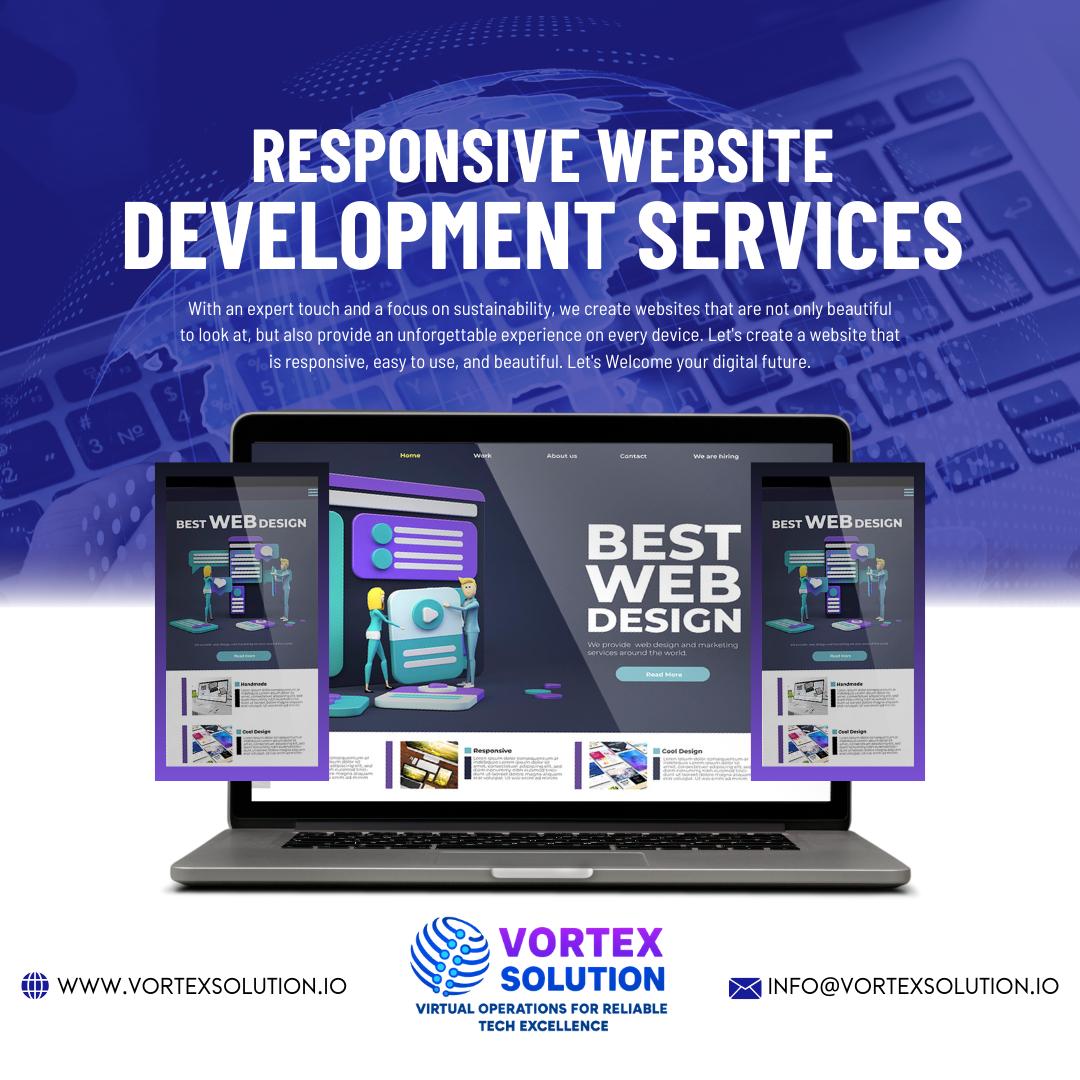 RESPONSIVE WEBSITE
DEVELOPMENT SERVICES
With an expert touch and a focus on sustainability, we create websites that are not only beautiful
to look at, but also provide an unforgettable experience on every device. Let's create a website that
is responsive, easy to use, and beautiful. Let's Welcome your digital future.
Home Work About us Contact We are hiring
BEST WEB DESIGN
BEST
WEB
DESIGN
We provide web design and marketing
services around the world.
Read More
BEST WEB DESIGN
Read More
Read More
Handmade
Cool Design
Responsive
Cool Design
Handmade
Cool Design
VORTEX
SOLUTION
VIRTUAL OPERATIONS FOR RELIABLE
TECH EXCELLENCE
WWW.VORTEXSOLUTION.IO
INFO@VORTEXSOLUTION.IO